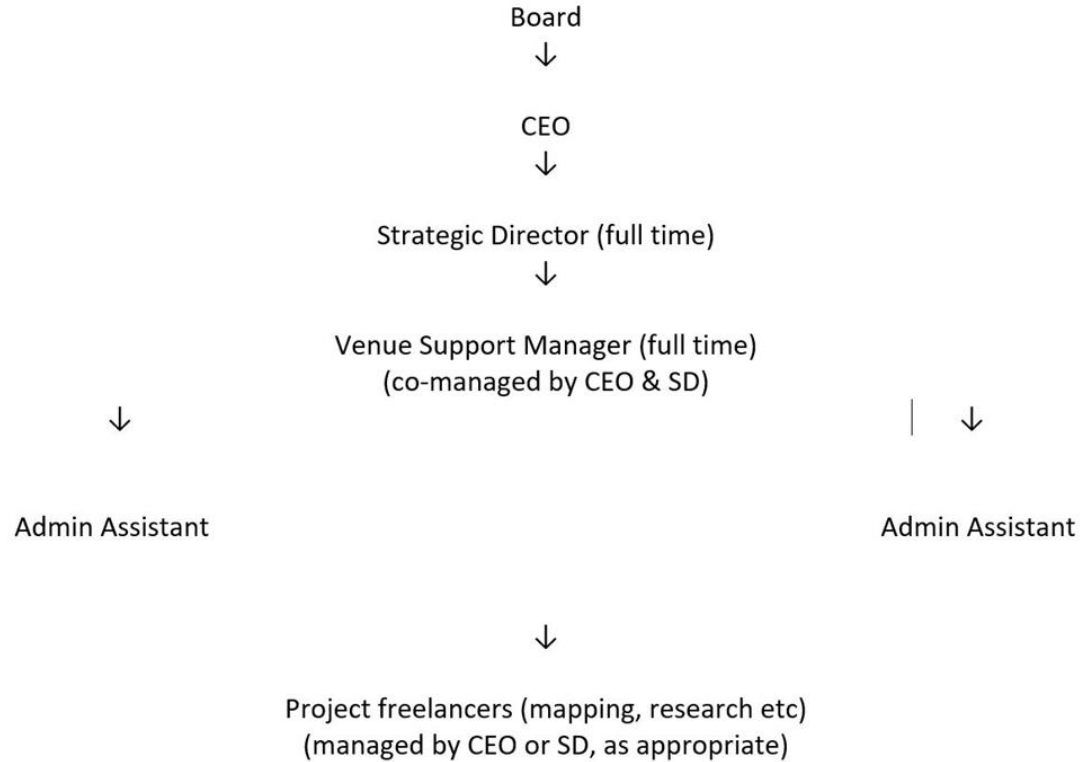 Board
↓
CEO
↓
Strategic Director (full time)
↓
Venue Support Manager (full time)
(co-managed by CEO & SD)
↓ | ↓
Admin Assistant Admin Assistant
↓
Project freelancers (mapping, research etc)
(managed by CEO or SD, as appropriate)